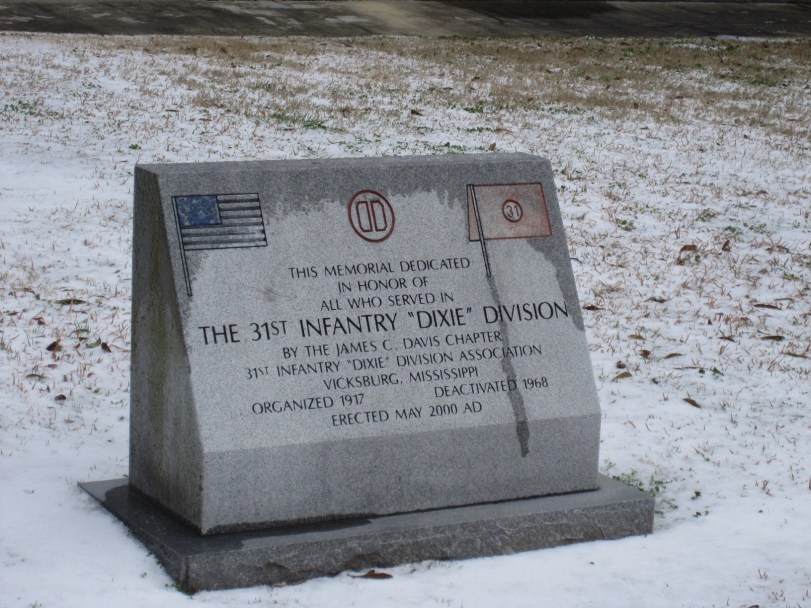 DD
31
THIS MEMORIAL DEDICATED
IN HONOR OF
ALL WHO SERVED IN
THE 31ST INFANTRY "DIXIE" DIVISION
BY THE JAMES C. DAVIS CHAPTER
31ST INFANTRY "DIXIE" DIVISION ASSOCIATION
VICKSBURG, MISSISSIPPI
ORGANIZED 1917 DEACTIVATED 1968
ERECTED MAY 2000 AD